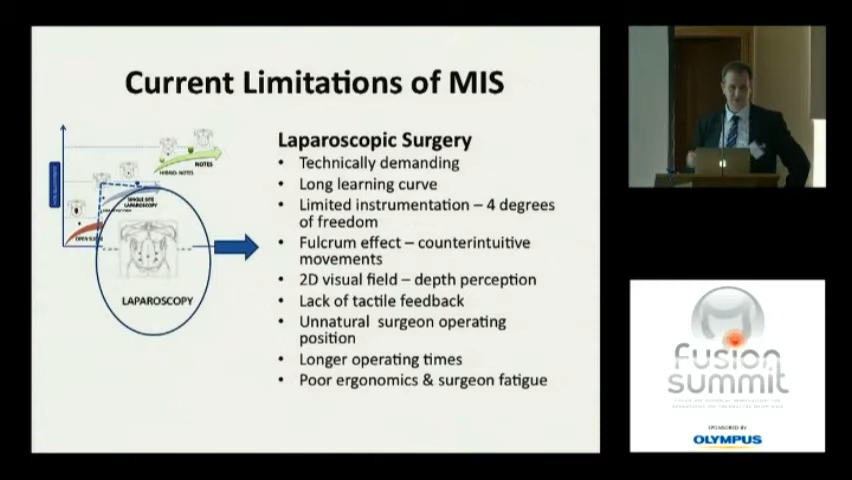 Current Limitations of MIS
NOTES
HYBRID-NOTES
SINGLE SITE
LAPAROSCOPY
LAPAROSCOPY
Laparoscopic Surgery
• Technically demanding
• Long learning curve
• Limited instrumentation – 4 degrees
of freedom
• Fulcrum effect – counterintuitive
movements
• 2D visual field – depth perception
• Lack of tactile feedback
• Unnatural surgeon operating
position
• Longer operating times
• Poor ergonomics & surgeon fatigue
fusion
summit
SPONSORED BY
OLYMPUS